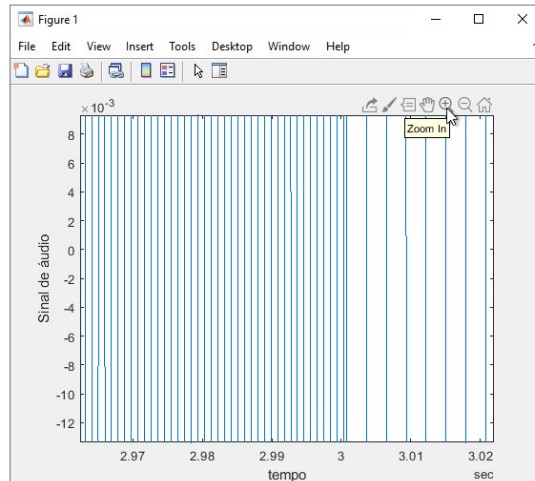 Figure 1
File Edit View Insert Tools Desktop Window Help
×10-3
Zoom In
8
6
4
2
0
-2
-4
-6
-8
-10
-12
Sinal de áudio
2.97 2.98 2.99 3 3.01 3.02
tempo
sec